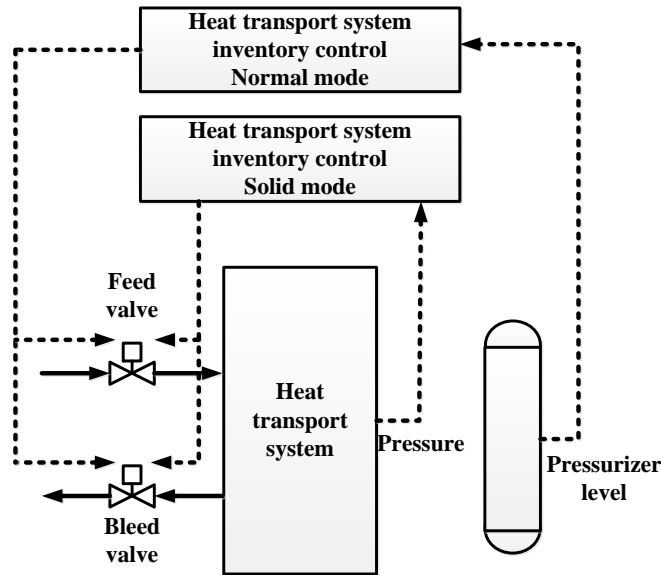 Heat transport system
inventory control
Normal mode
Heat transport system
inventory control
Solid mode
Feed
valve
Heat
transport
system
Pressure
Pressurizer
level
Bleed
valve